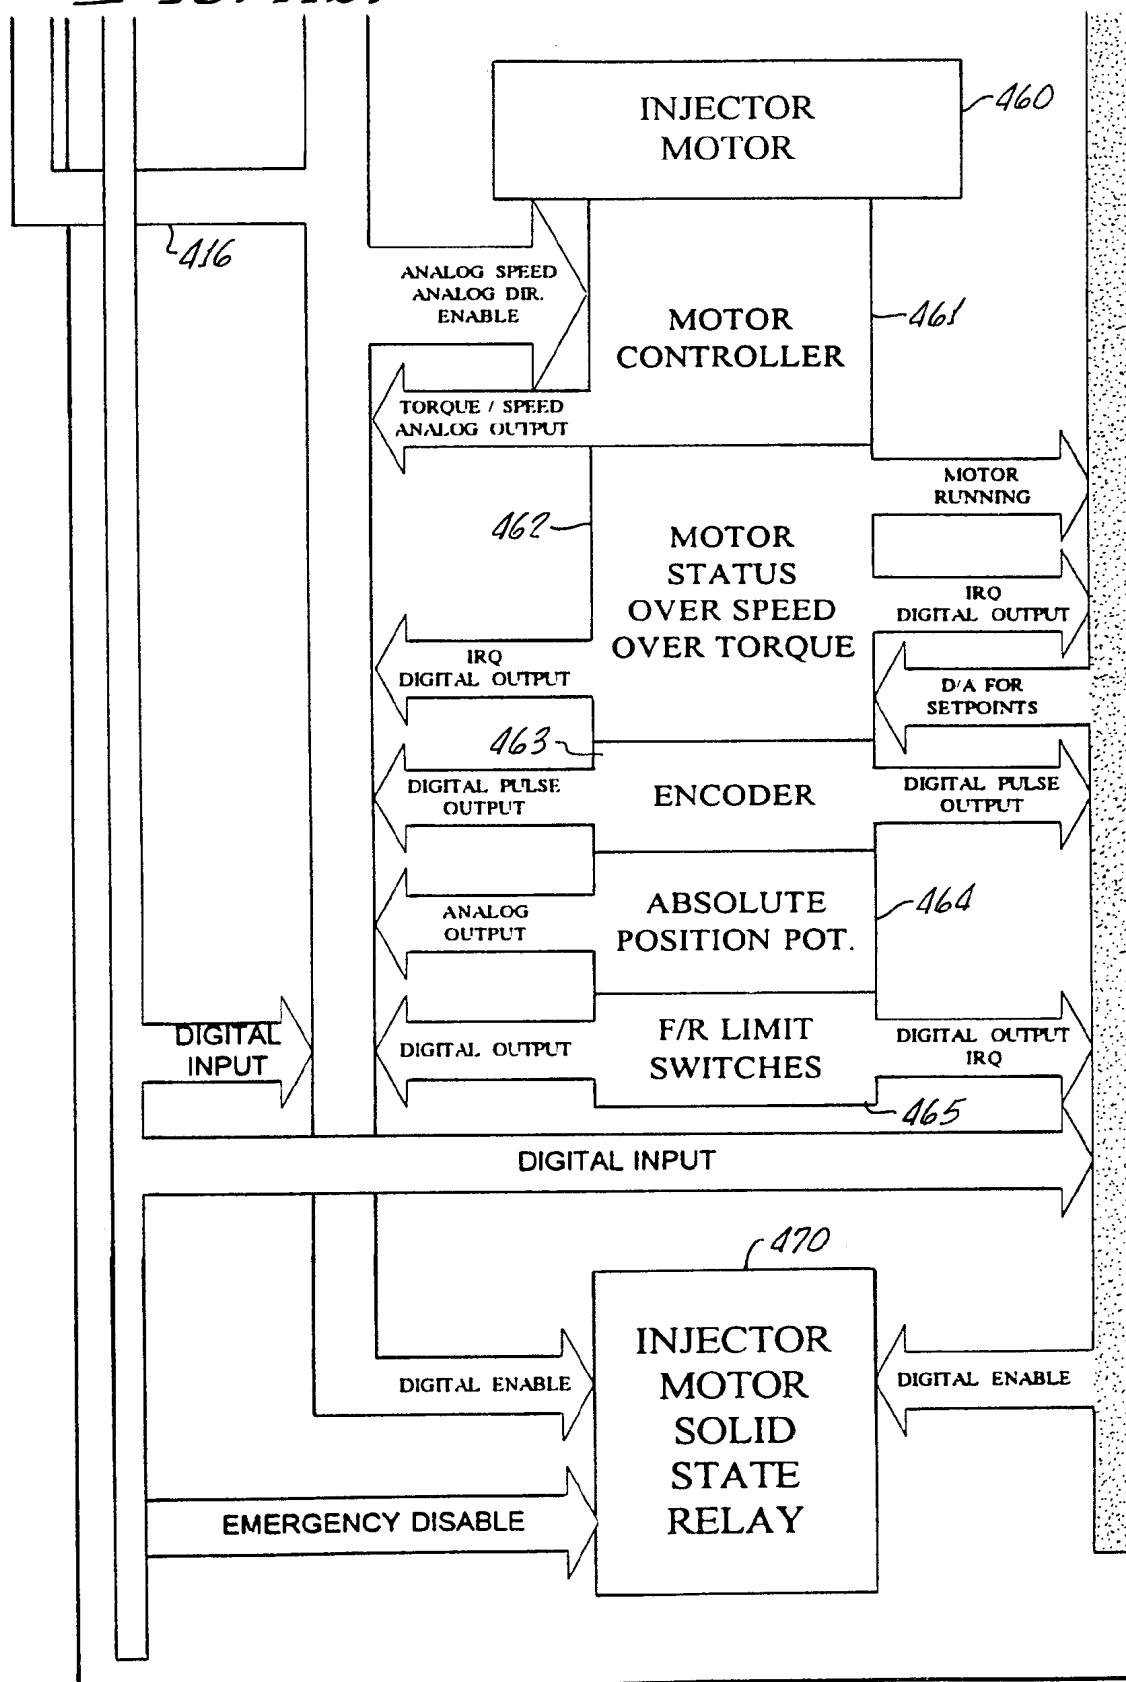 INJECTOR
MOTOR
460
416
ANALOG SPEED
ANALOG DIR.
ENABLE
MOTOR
CONTROLLER
461
TORQUE / SPEED
ANALOG OUTPUT
MOTOR
RUNNING
462
MOTOR
STATUS
OVER SPEED
OVER TORQUE
IRQ
DIGITAL OUTPUT
IRQ
DIGITAL OUTPUT
D/A FOR
SETPOINTS
463
DIGITAL PULSE
OUTPUT
ENCODER
DIGITAL PULSE
OUTPUT
ANALOG
OUTPUT
ABSOLUTE
POSITION POT.
464
DIGITAL
INPUT
DIGITAL OUTPUT
F/R LIMIT
SWITCHES
DIGITAL OUTPUT
IRQ
465
DIGITAL INPUT
470
DIGITAL ENABLE
INJECTOR
MOTOR
SOLID
STATE
RELAY
DIGITAL ENABLE
EMERGENCY DISABLE